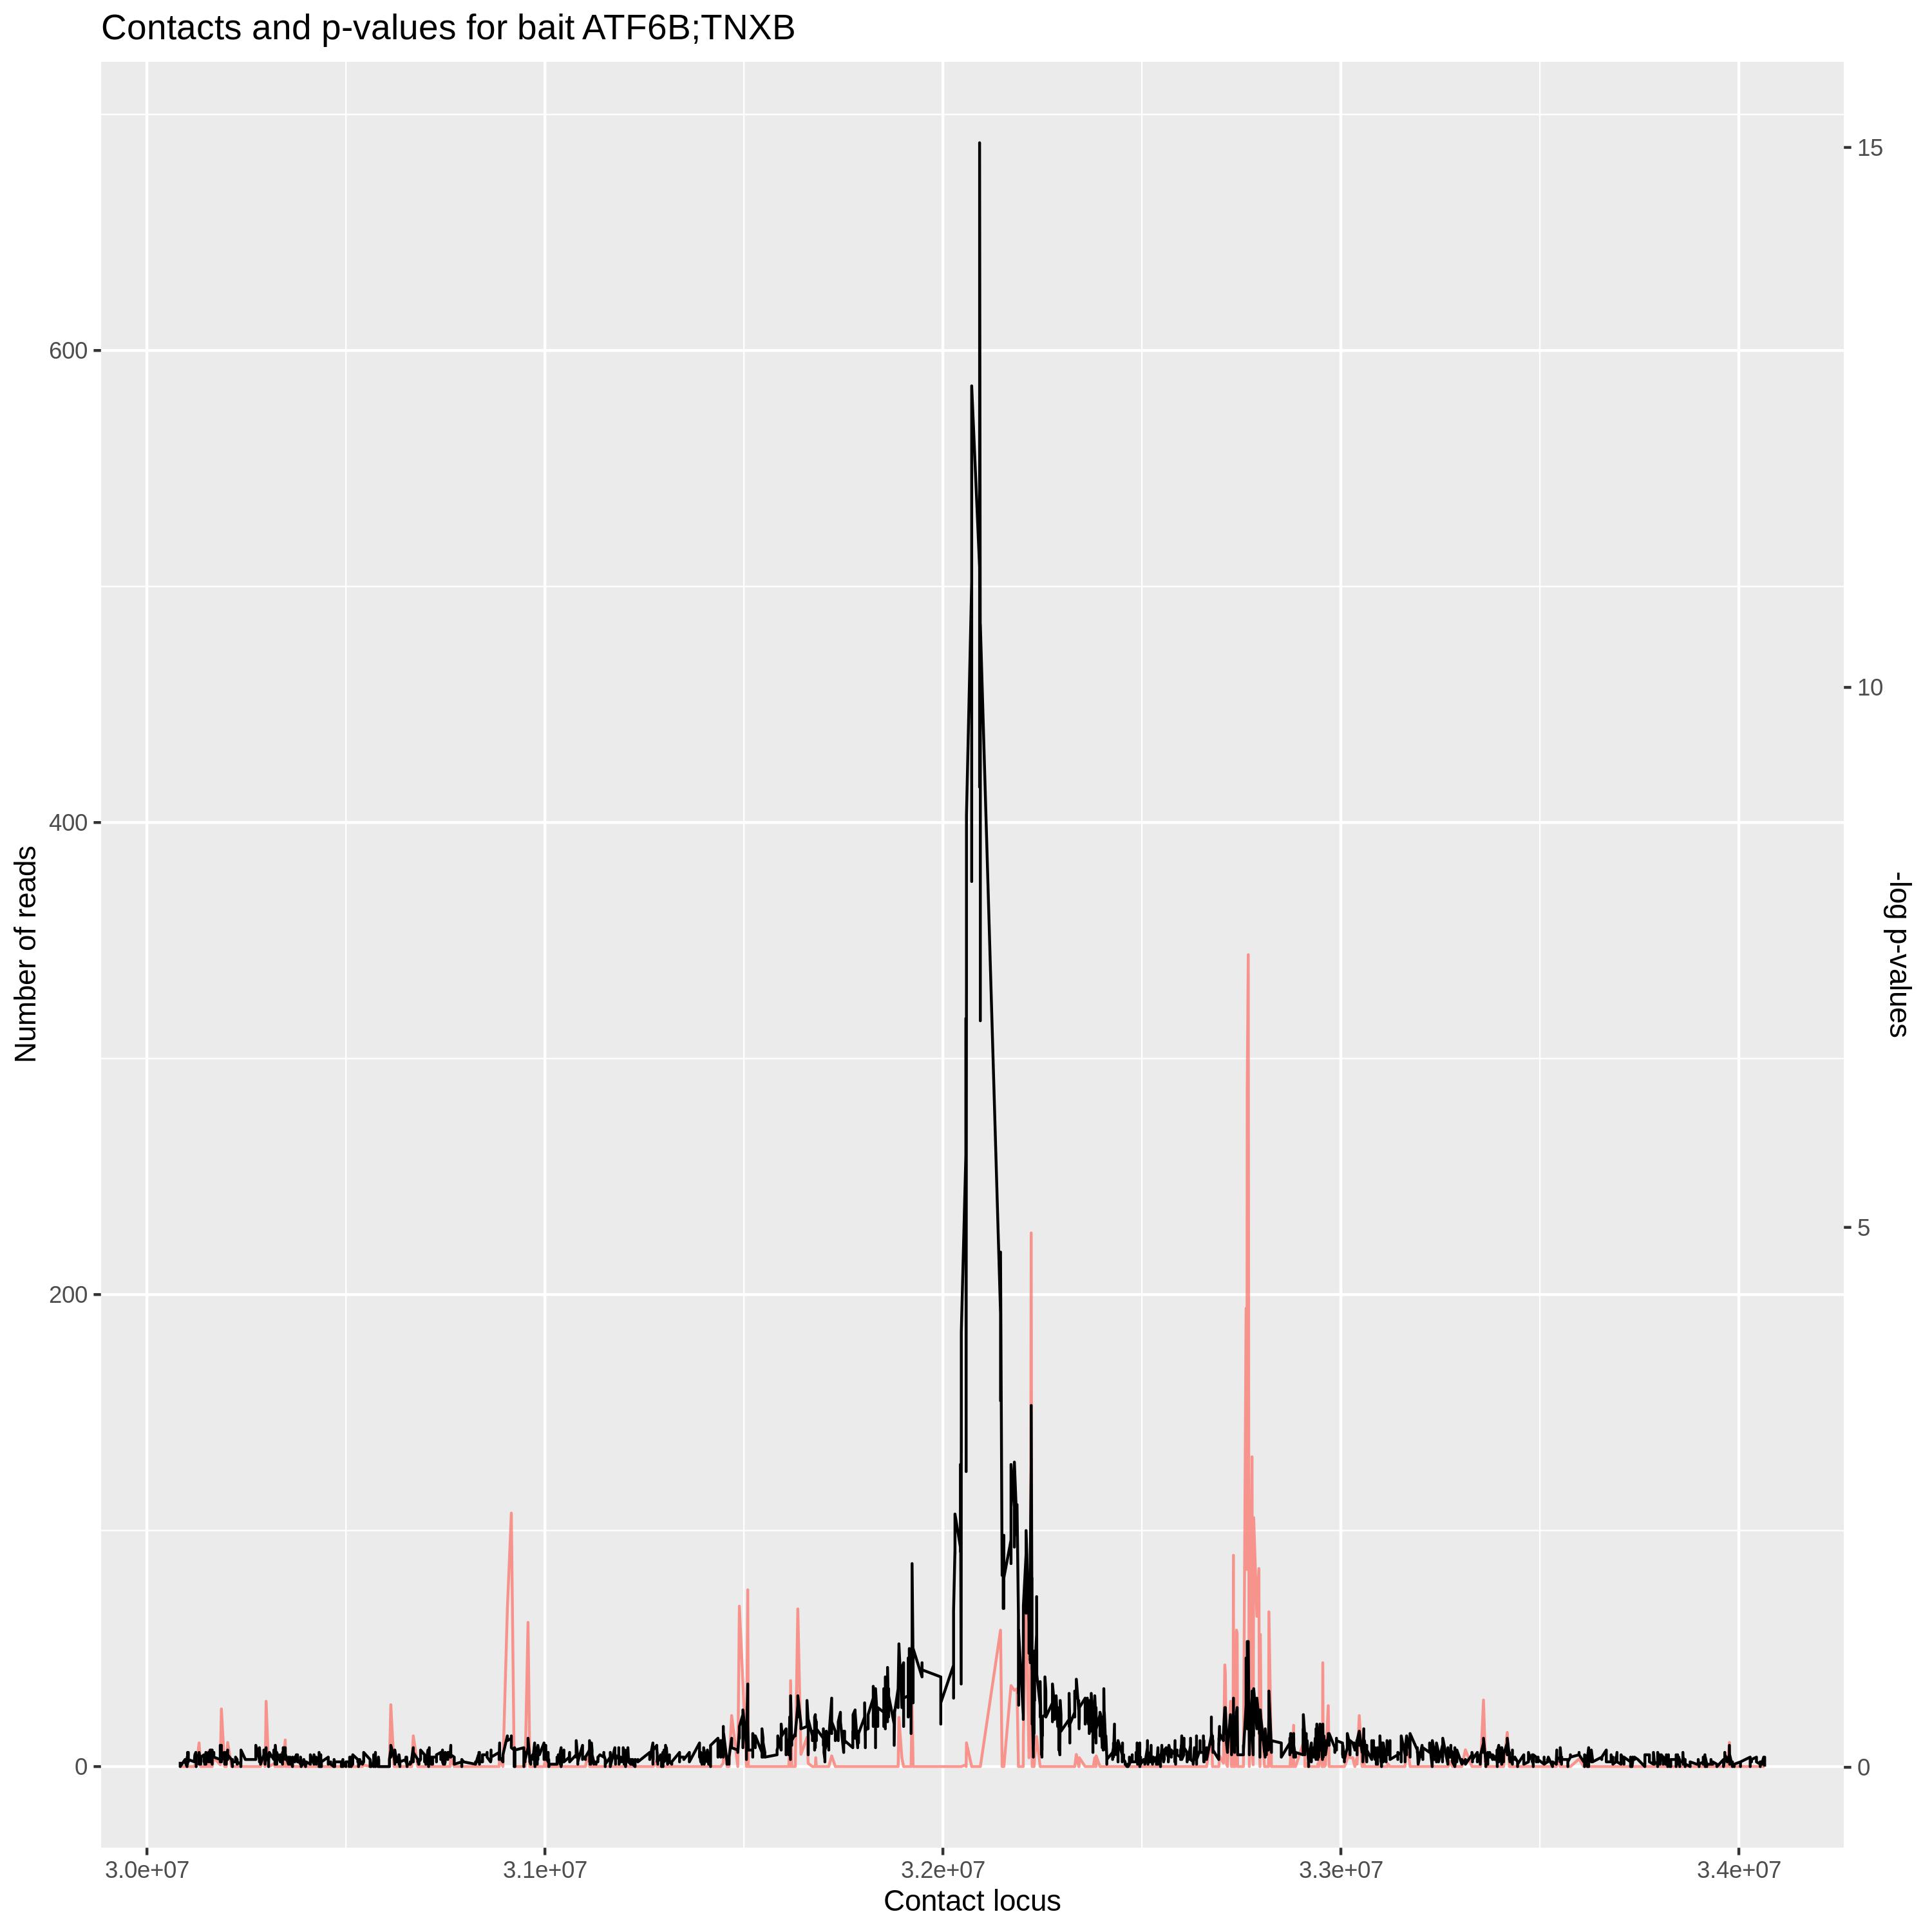 Contacts and p-values for bait ATF6B;TNXB
15
600
10
400
Number of reads
-log p-values
5
200
0
0
3.0e+07
3.1e+07
3.2e+07
3.3e+07
3.4e+07
Contact locus